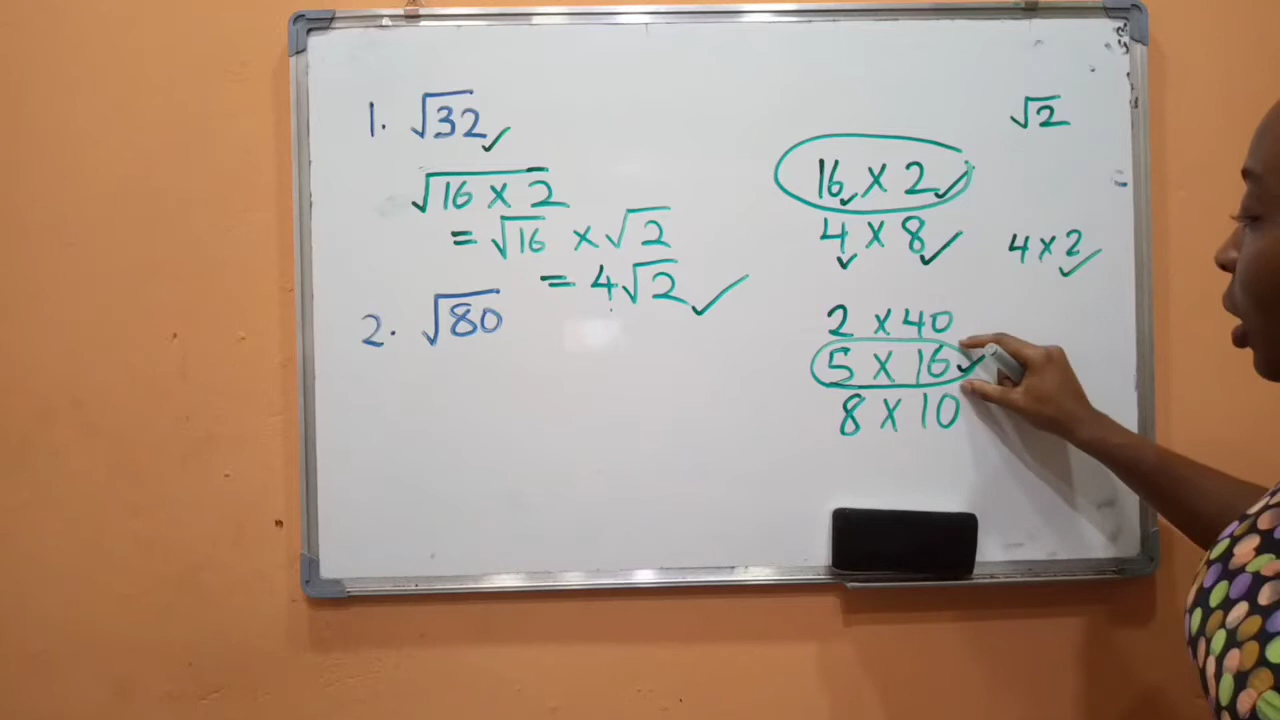 1. √32 ✓
√16 × 2
= √16 × √2
= 4√2 ✓
2. √80
√2
16 ✓ × 2 ✓
4 ✓ × 8 ✓
4 × 2 ✓
2 × 40
5 × 16 ✓
8 × 10